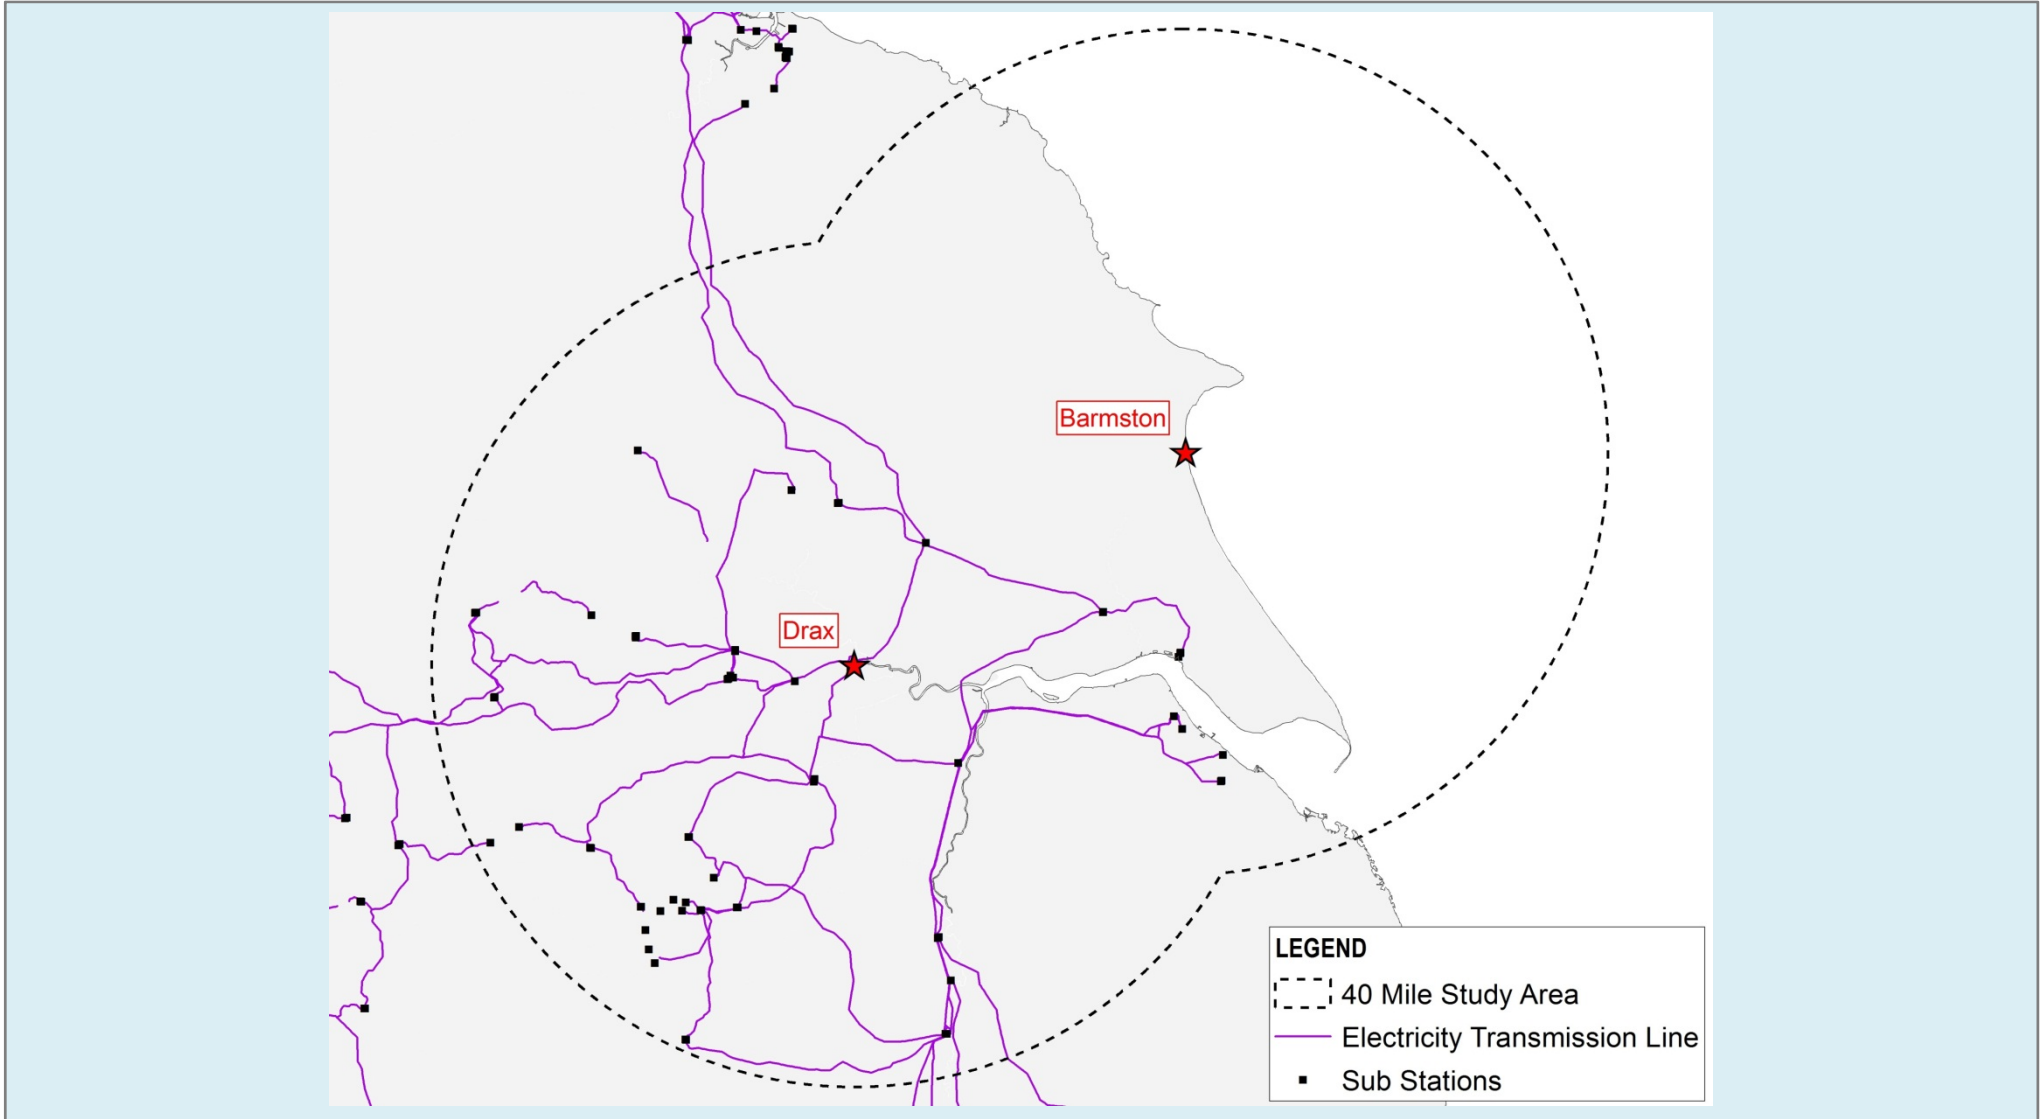 Barmston
Drax
LEGEND
40 Mile Study Area
Electricity Transmission Line
Sub Stations